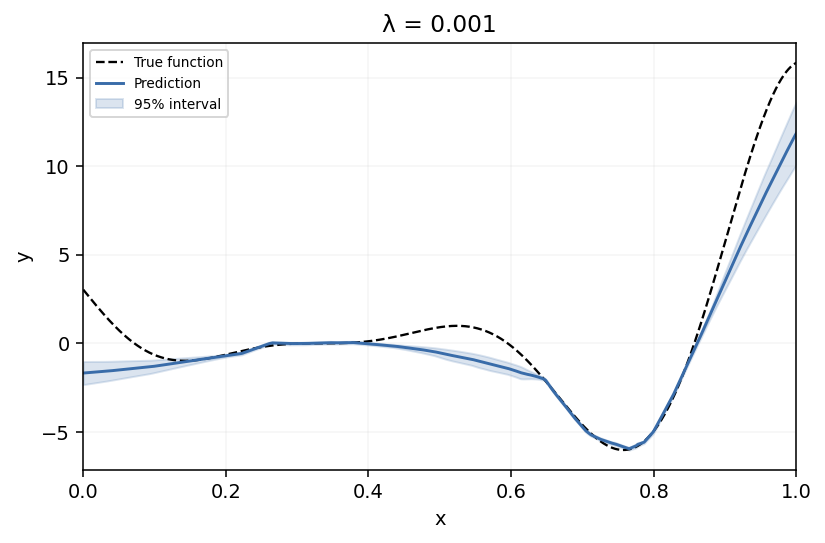 λ = 0.001
True function
Prediction
95% interval
y
15
10
5
0
−5
0.0 0.2 0.4 0.6 0.8 1.0
x